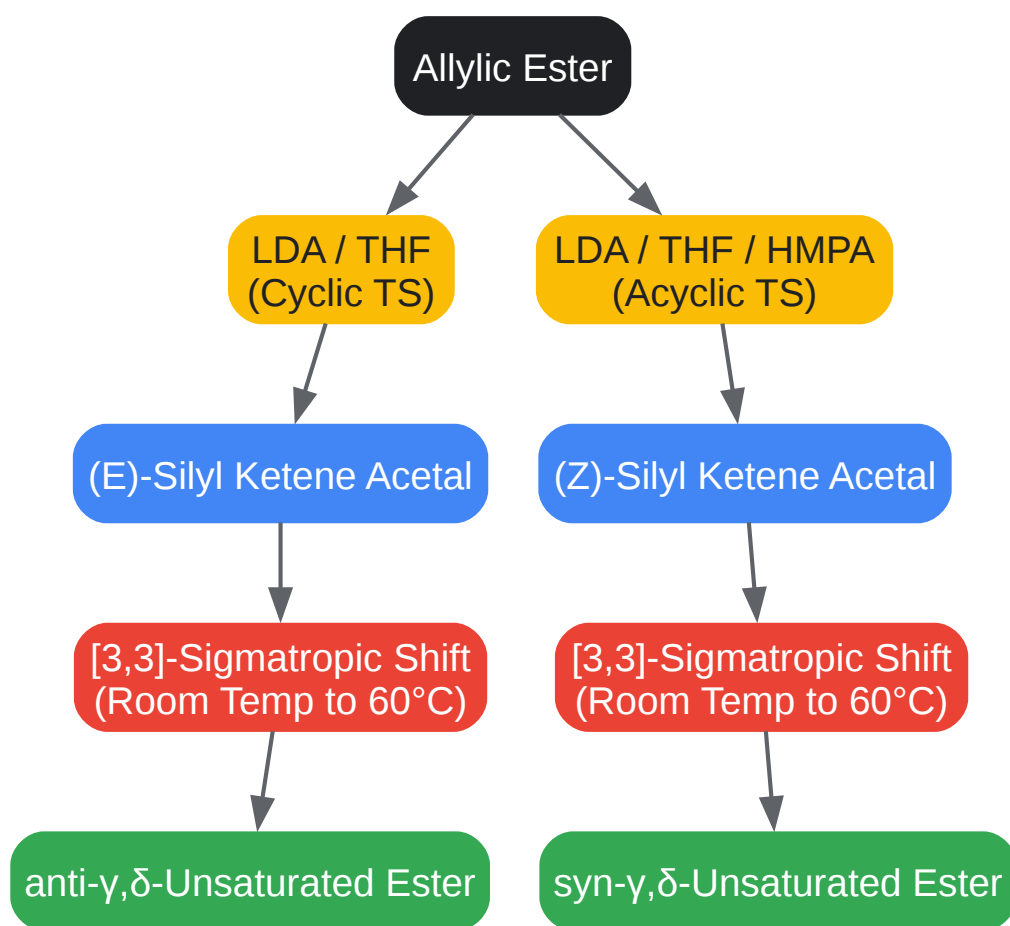 Allylic Ester
LDA / THF
(Cyclic TS)
LDA / THF / HMPA
(Acyclic TS)
(E)-Silyl Ketene Acetal
(Z)-Silyl Ketene Acetal
[3,3]-Sigmatropic Shift
(Room Temp to 60°C)
[3,3]-Sigmatropic Shift
(Room Temp to 60°C)
anti-γ,δ-Unsaturated Ester
syn-γ,δ-Unsaturated Ester